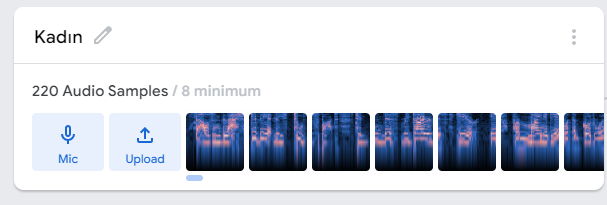 Kadın
220 Audio Samples / 8 minimum
Mic
Upload